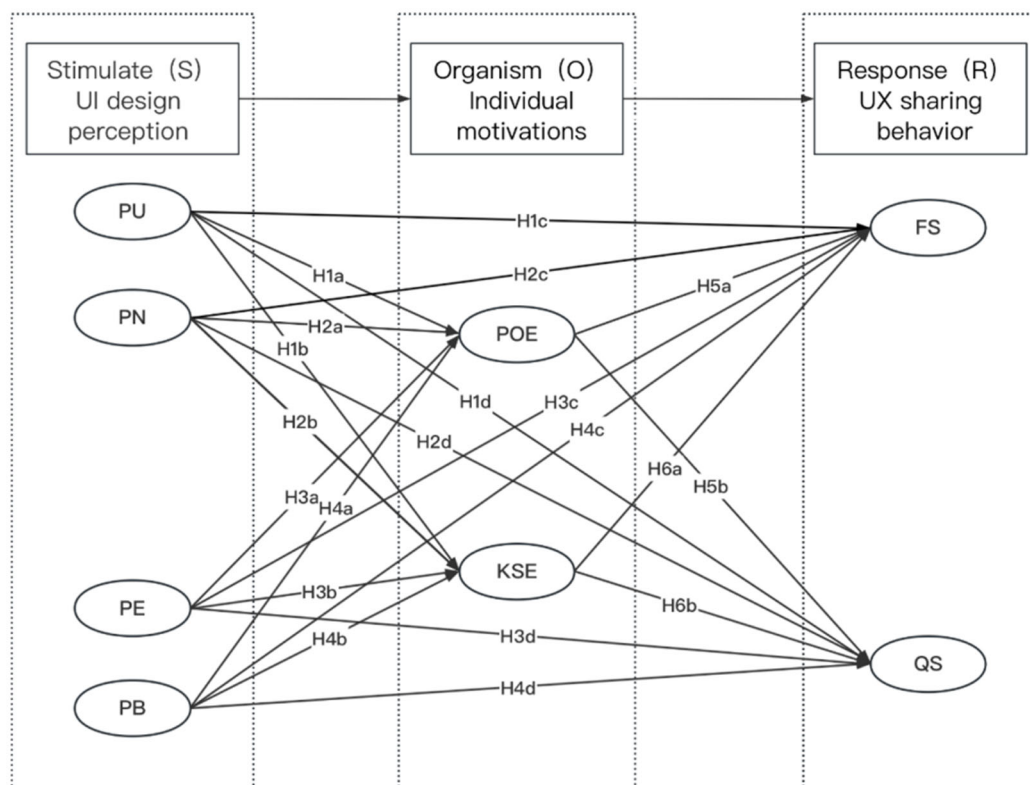 Stimulate（S）
UI design
perception
Organism（O）
Individual
motivations
Response（R）
UX sharing
behavior
PU
H1c
FS
H1a
H2c
H5a
PN
H2a
POE
H1b
H1d
H3c
H2b
H4c
H2d
H6a
H5b
H3a
H4a
KSE
H3b
PE
H6b
H4b
H3d
QS
H4d
PB